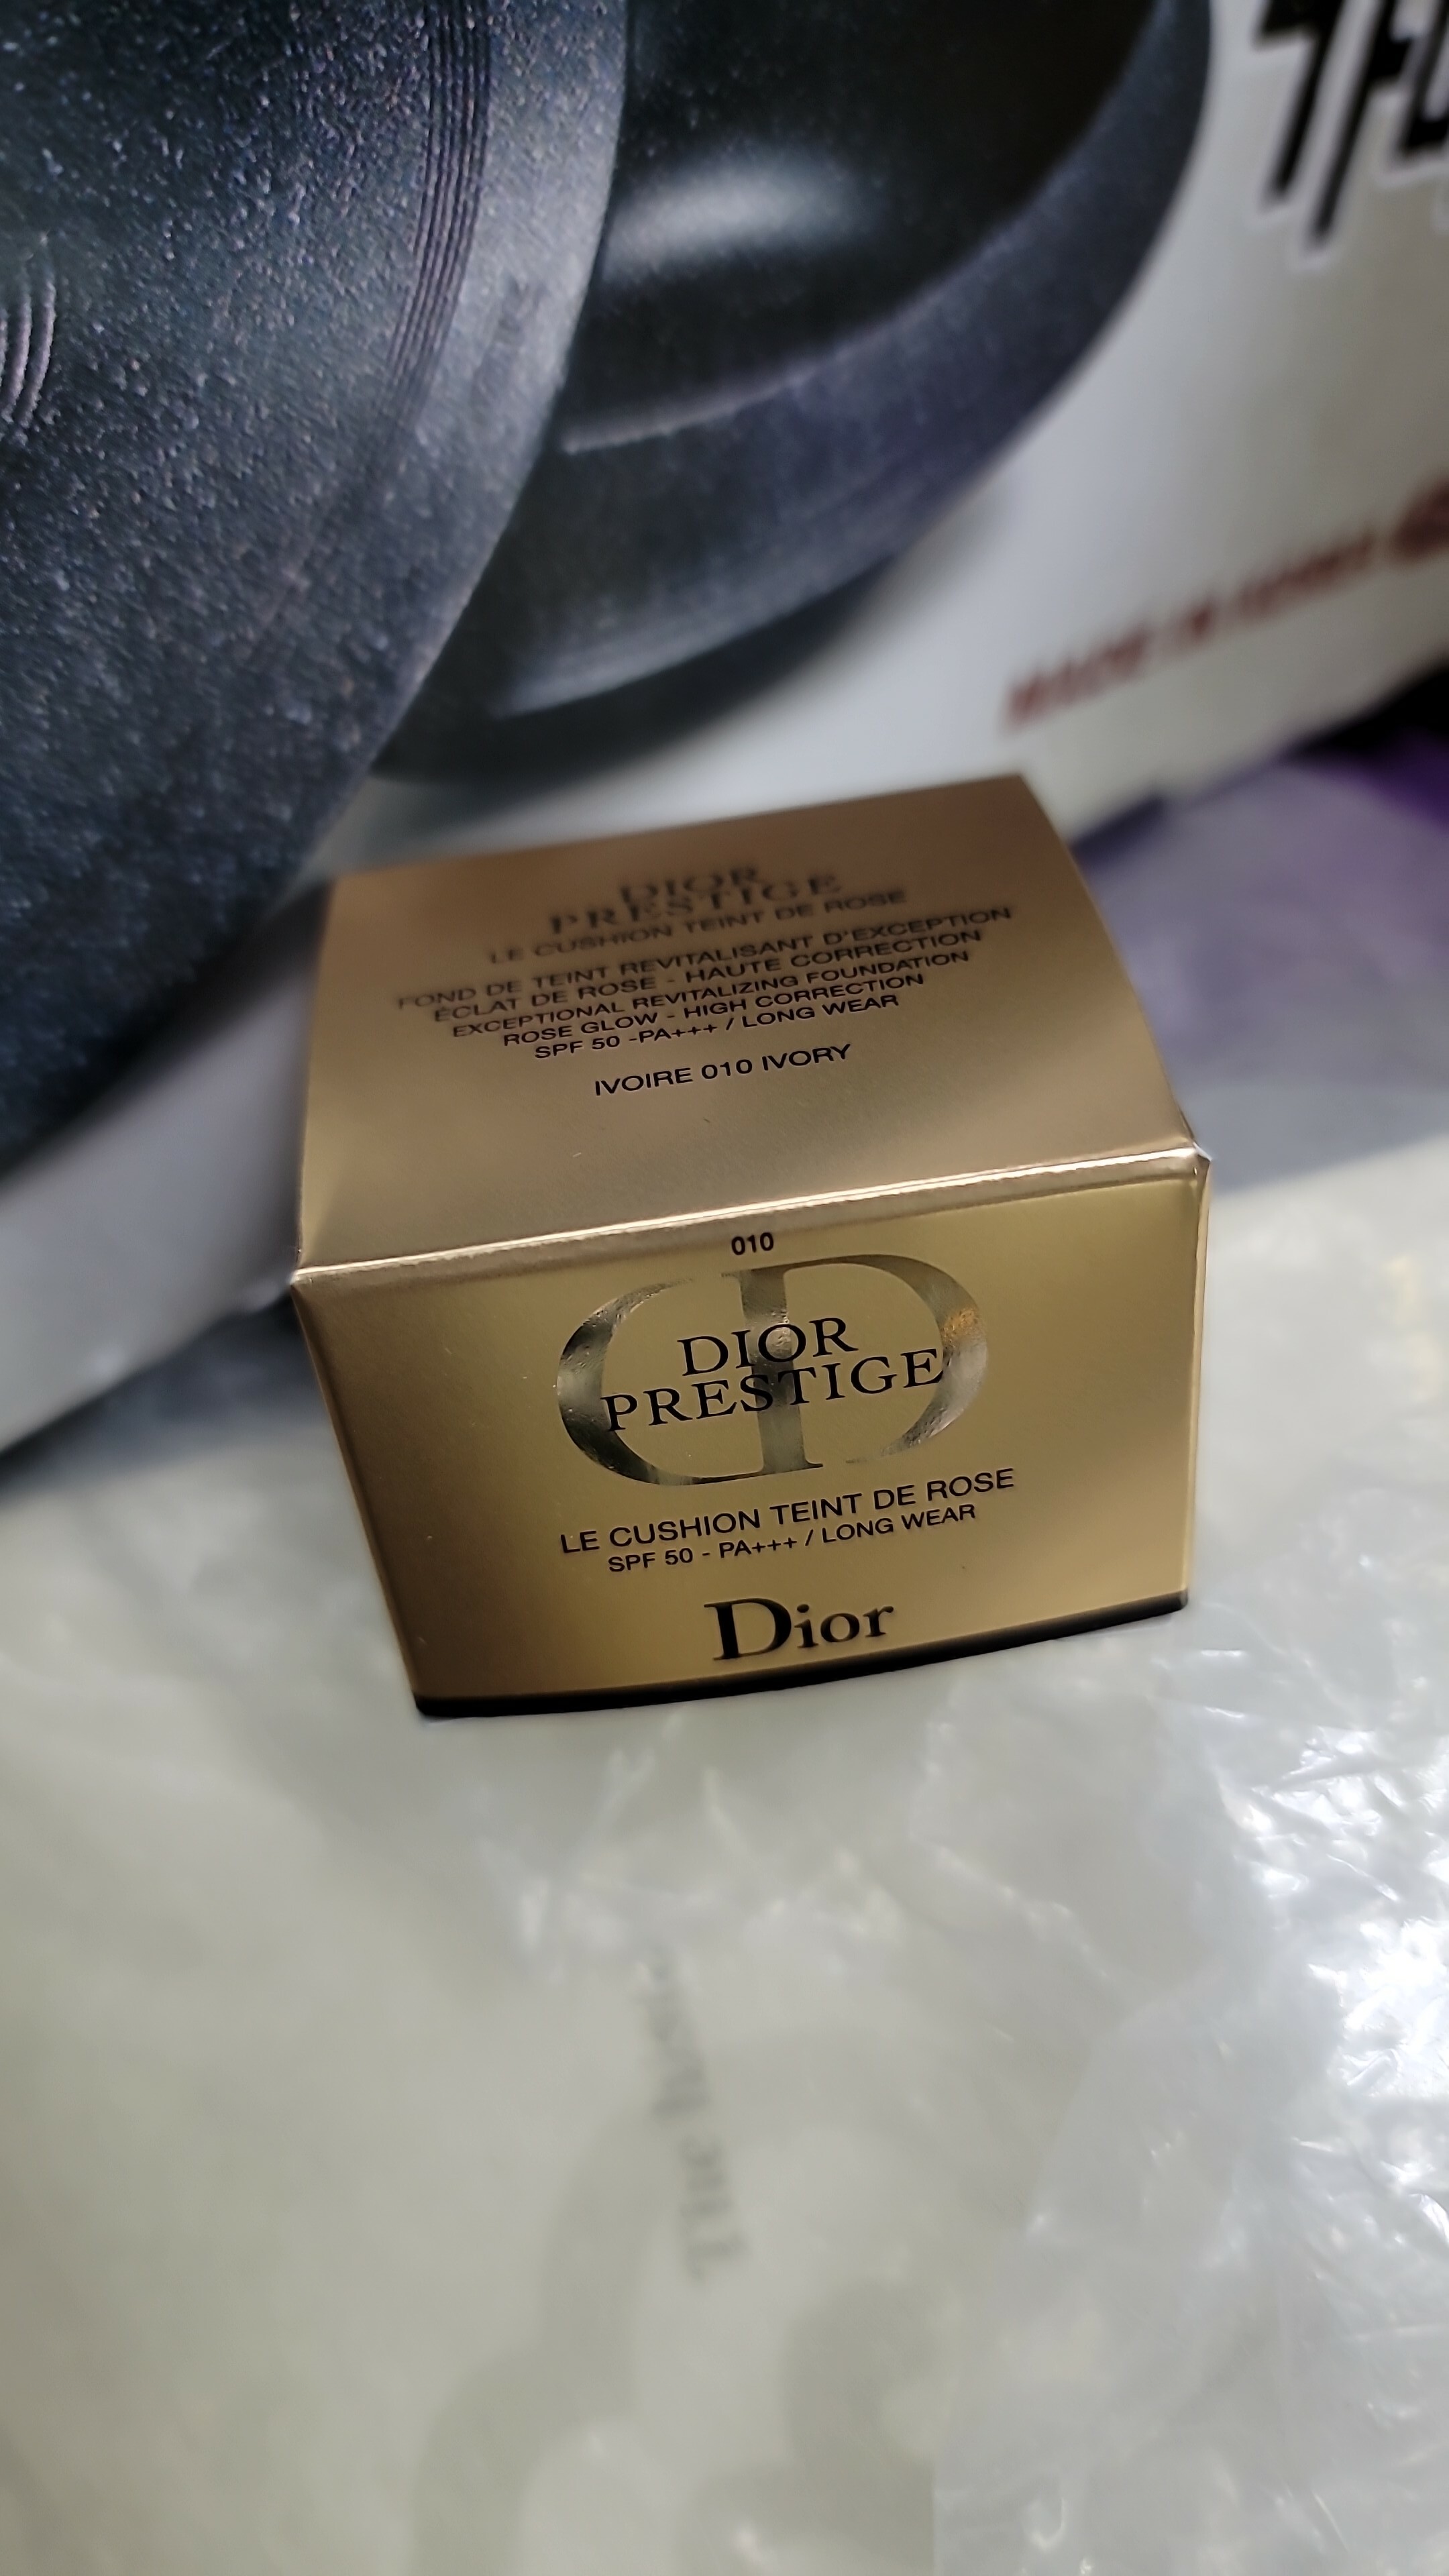 DIOR
PRESTIGE
LE CUSHION TEINT DE ROSE
FOND DE TEINT REVITALISANT D'EXCEPTION
ÉCLAT DE ROSE - HAUTE CORRECTION
EXCEPTIONAL REVITALIZING FOUNDATION
ROSE GLOW - HIGH CORRECTION
SPF 50 -PA+++ / LONG WEAR
IVOIRE 010 IVORY
010
CD
DIOR
PRESTIGE
LE CUSHION TEINT DE ROSE
SPF 50 - PA+++ / LONG WEAR
Dior